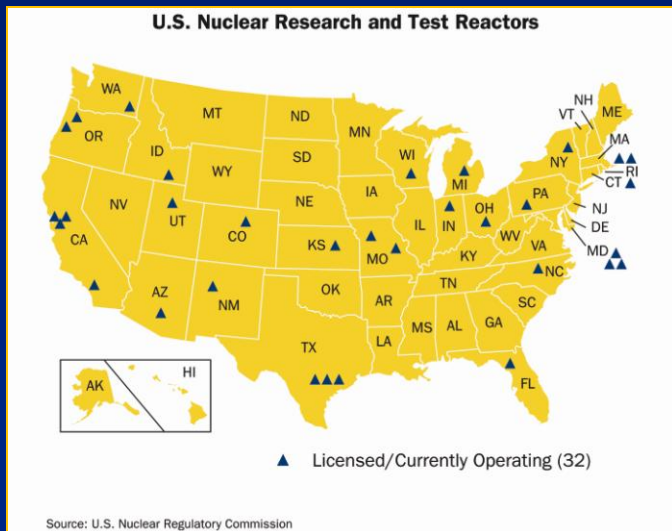 U.S. Nuclear Research and Test Reactors
WA
MT
ND
MN
VT
NH
ME
OR
ID
WY
SD
WI
MI
NY
MA
RI
CT
NV
UT
CO
NE
IA
IL
IN
OH
PA
NJ
DE
MD
CA
KS
MO
KY
WV
VA
NC
AZ
NM
OK
AR
TN
SC
TX
LA
MS
AL
GA
FL
AK
HI
Licensed/Currently Operating (32)
Source: U.S. Nuclear Regulatory Commission